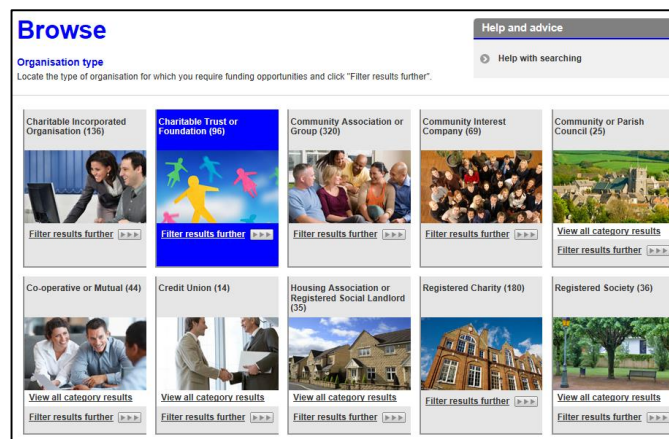 Browse
Help and advice
Help with searching
Organisation type
Locate the type of organisation for which you require funding opportunities and click "Filter results further".
Charitable Incorporated
Organisation (136)
Filter results further
Charitable Trust or
Foundation (96)
Filter results further
Community Association or
Group (320)
Filter results further
Community Interest
Company (69)
Filter results further
Community or Parish
Council (25)
View all category results
Filter results further
Co-operative or Mutual (44)
View all category results
Filter results further
Credit Union (14)
View all category results
Filter results further
Housing Association or
Registered Social Landlord
(35)
View all category results
Filter results further
Registered Charity (180)
Filter results further
Registered Society (36)
View all category results
Filter results further